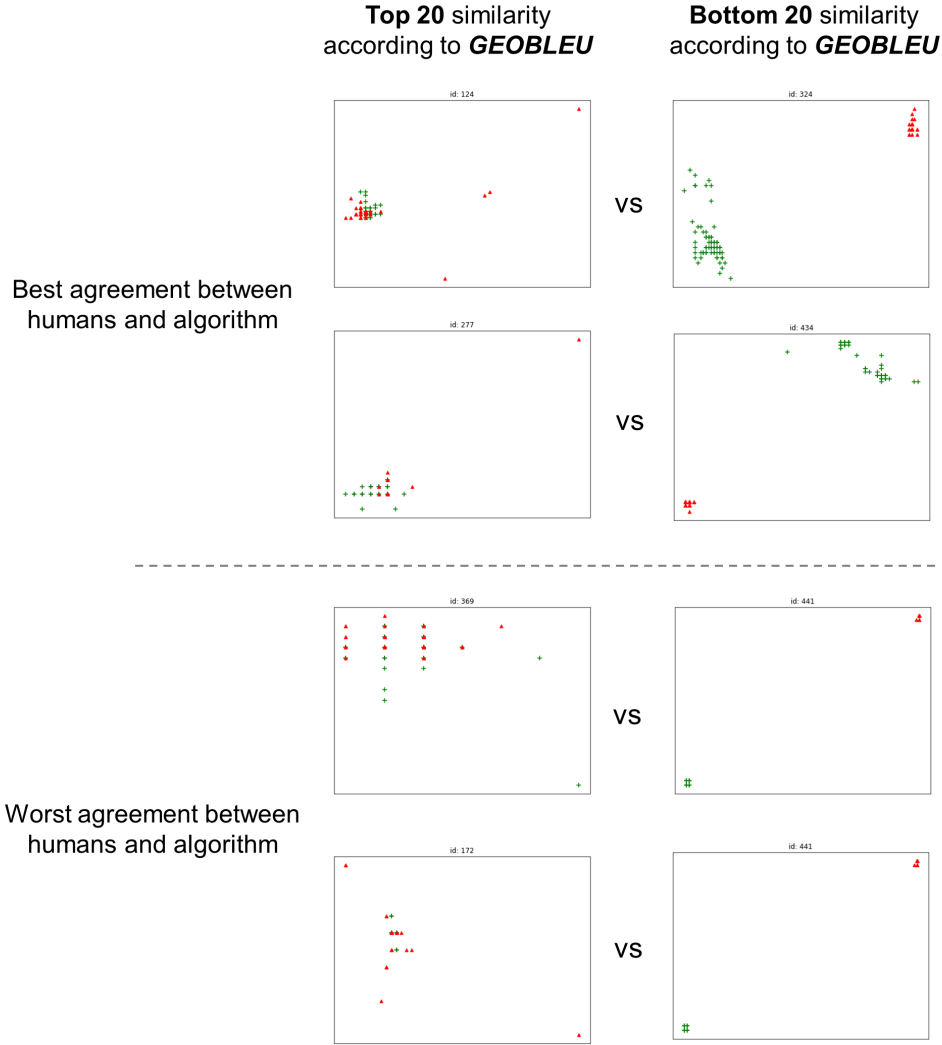 Top 20 similarity
according to GEOBLEU
Bottom 20 similarity
according to GEOBLEU
Best agreement between
humans and algorithm
id: 124
vs
id: 324
id: 277
vs
id: 434
Worst agreement between
humans and algorithm
id: 369
vs
id: 441
id: 172
vs
id: 441